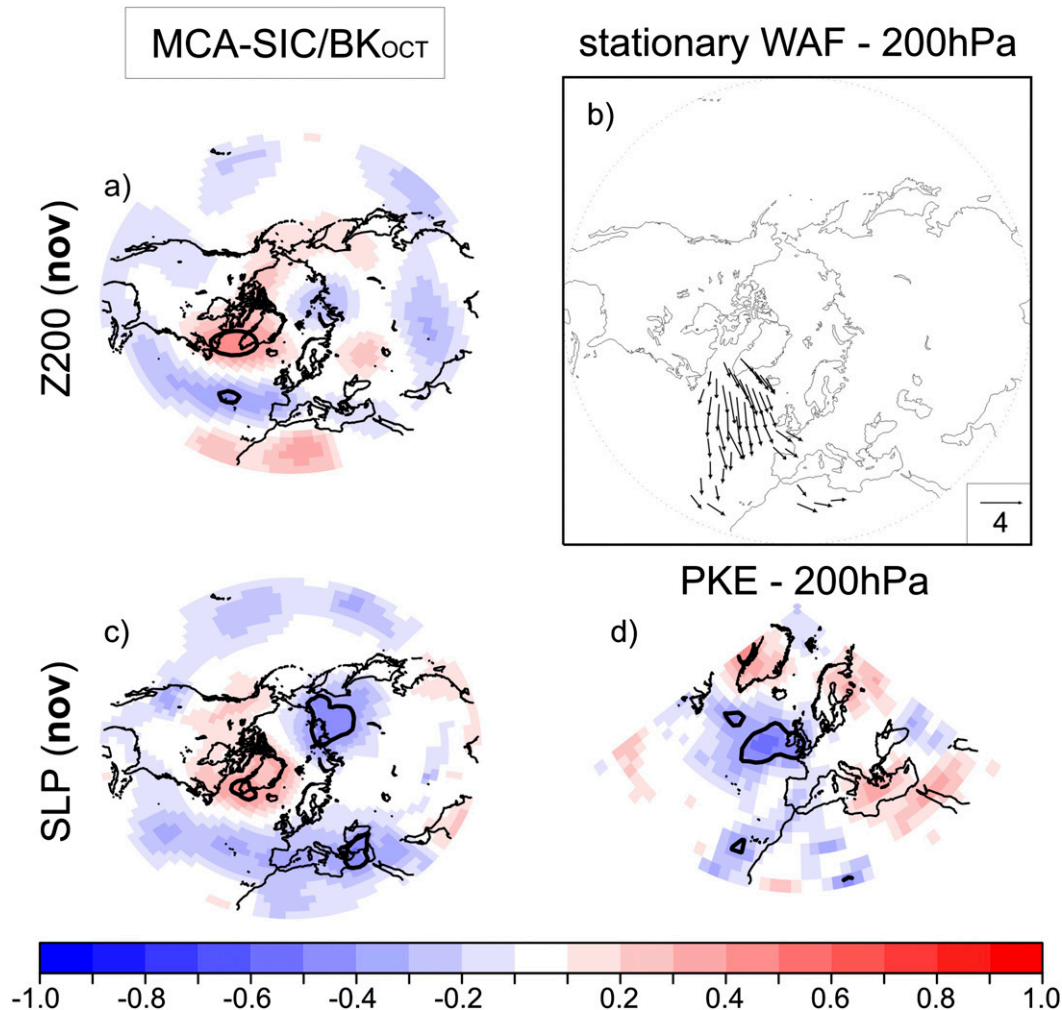 MCA-SIC/BKOCT
stationary WAF - 200hPa
Z200 (nov)
a)
b)
4
PKE - 200hPa
SLP (nov)
c)
d)
-1.0 -0.8 -0.6 -0.4 -0.2 0.2 0.4 0.6 0.8 1.0